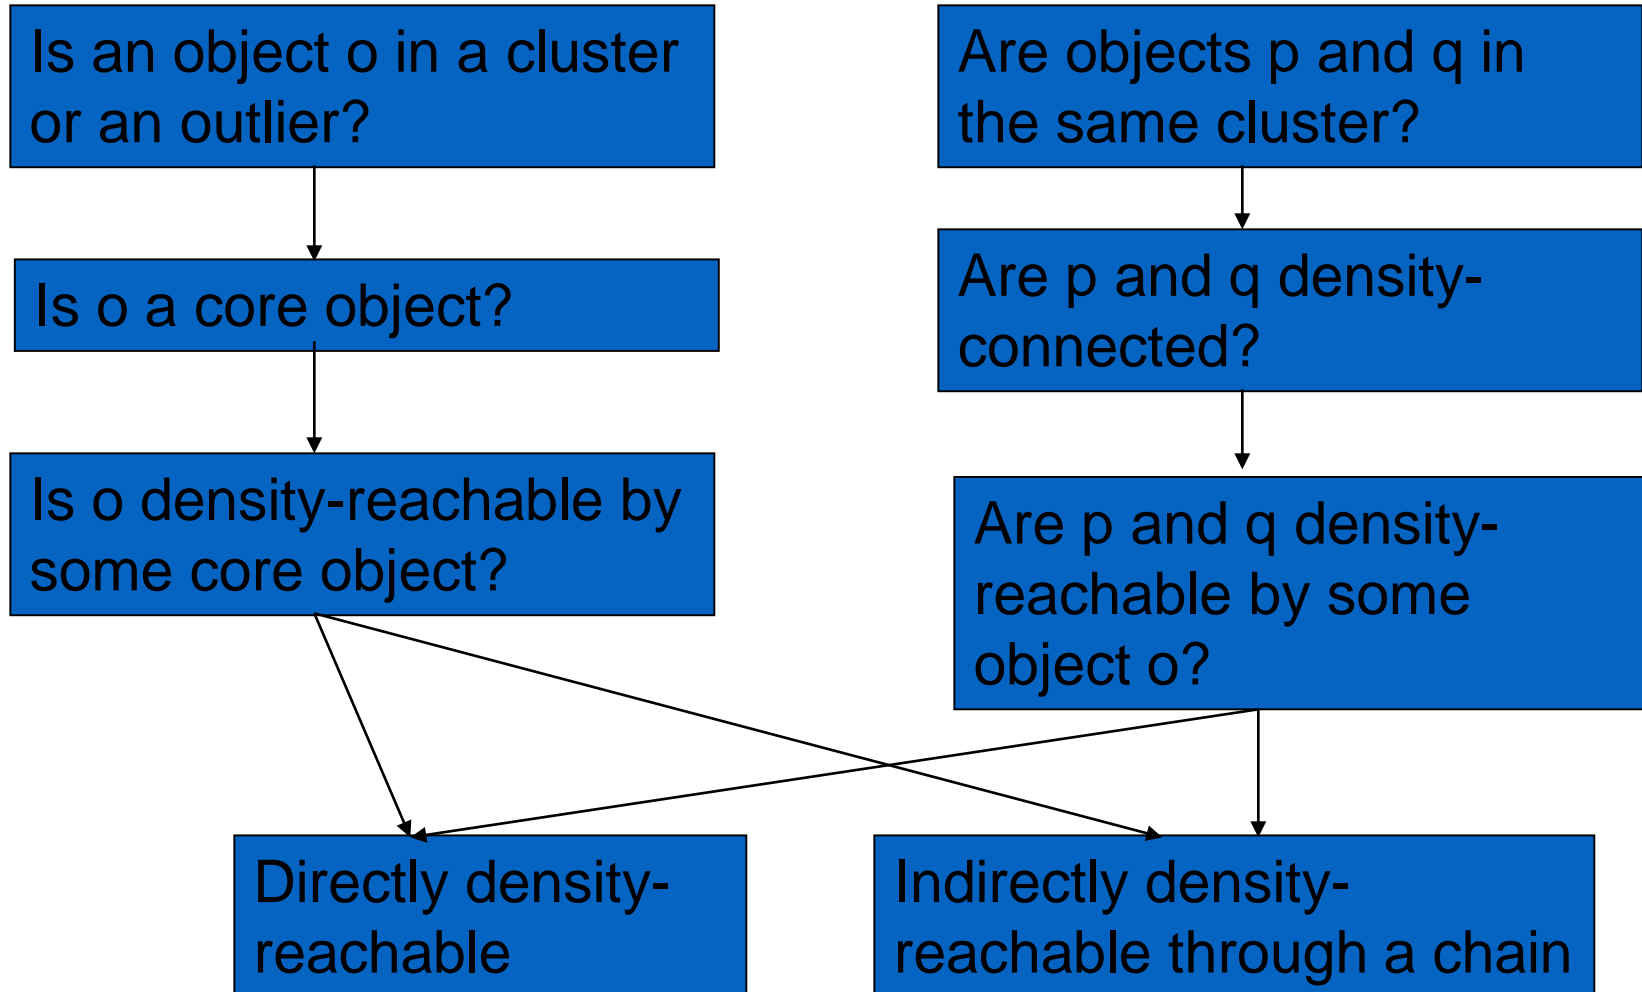 Is an object o in a cluster
or an outlier?
Are objects p and q in
the same cluster?
Is o a core object?
Are p and q density-
connected?
Is o density-reachable by
some core object?
Are p and q density-
reachable by some
object o?
Directly density-
reachable
Indirectly density-
reachable through a chain